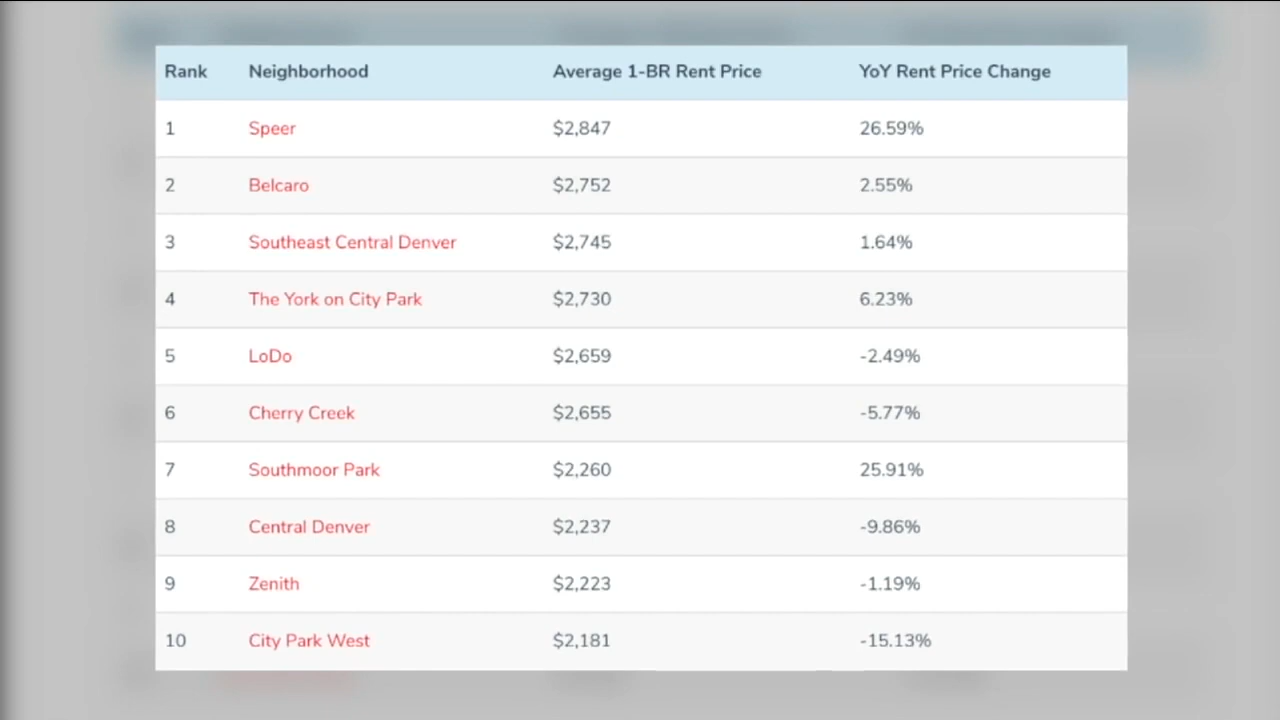 Rank Neighborhood Average 1-BR Rent Price YoY Rent Price Change
1 Speer $2,847 26.59%
2 Belcaro $2,752 2.55%
3 Southeast Central Denver $2,745 1.64%
4 The York on City Park $2,730 6.23%
5 LoDo $2,659 -2.49%
6 Cherry Creek $2,655 -5.77%
7 Southmoor Park $2,260 25.91%
8 Central Denver $2,237 -9.86%
9 Zenith $2,223 -1.19%
10 City Park West $2,181 -15.13%